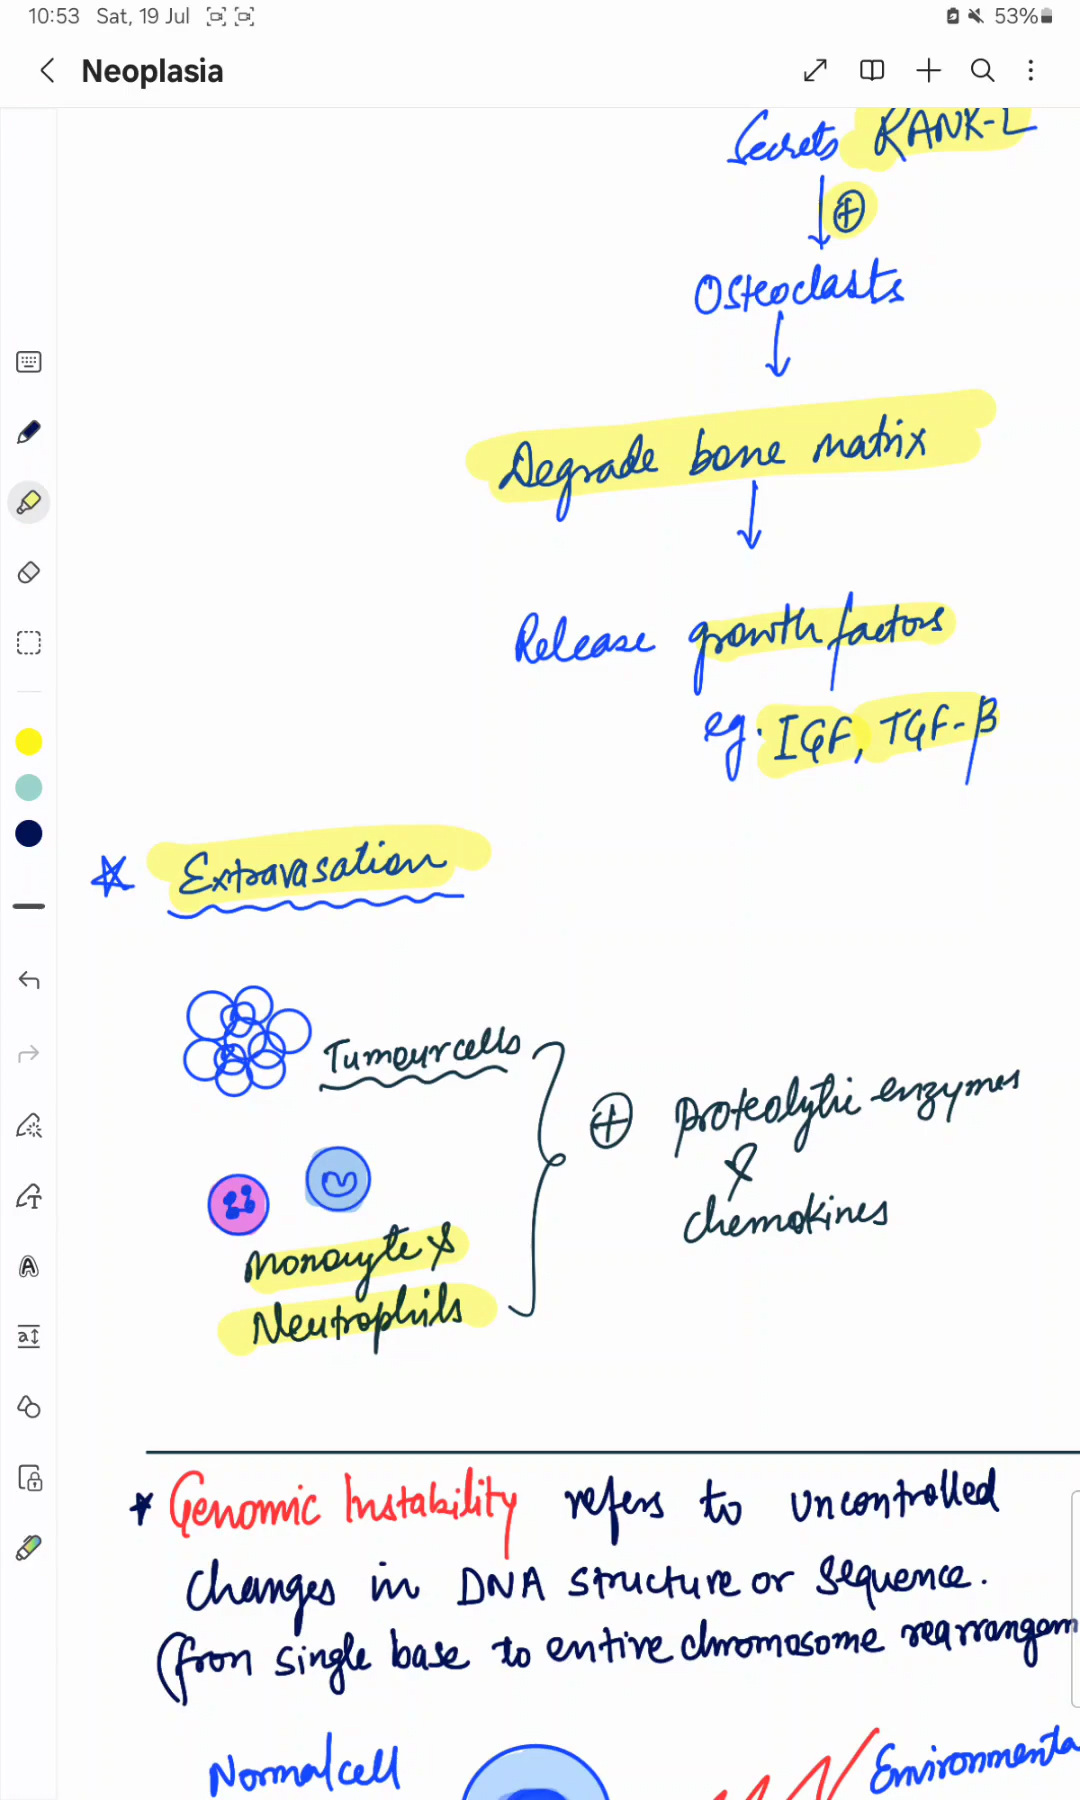 10:53 Sat, 19 Jul 53%
Neoplasia
Secrets RANK-L
Osteoclasts
Degrade bone matrix
Release growth factors
eg. IGF, TGF-β
Extravasation
Tumour cells
⊕ proteolytic enzymes
&
chemokines
Monocyte &
Neutrophils
* Genomic Instability refers to uncontrolled
changes in DNA structure or sequence.
(from single base to entire chromosome rearrangem
Normal cell
Environmenta